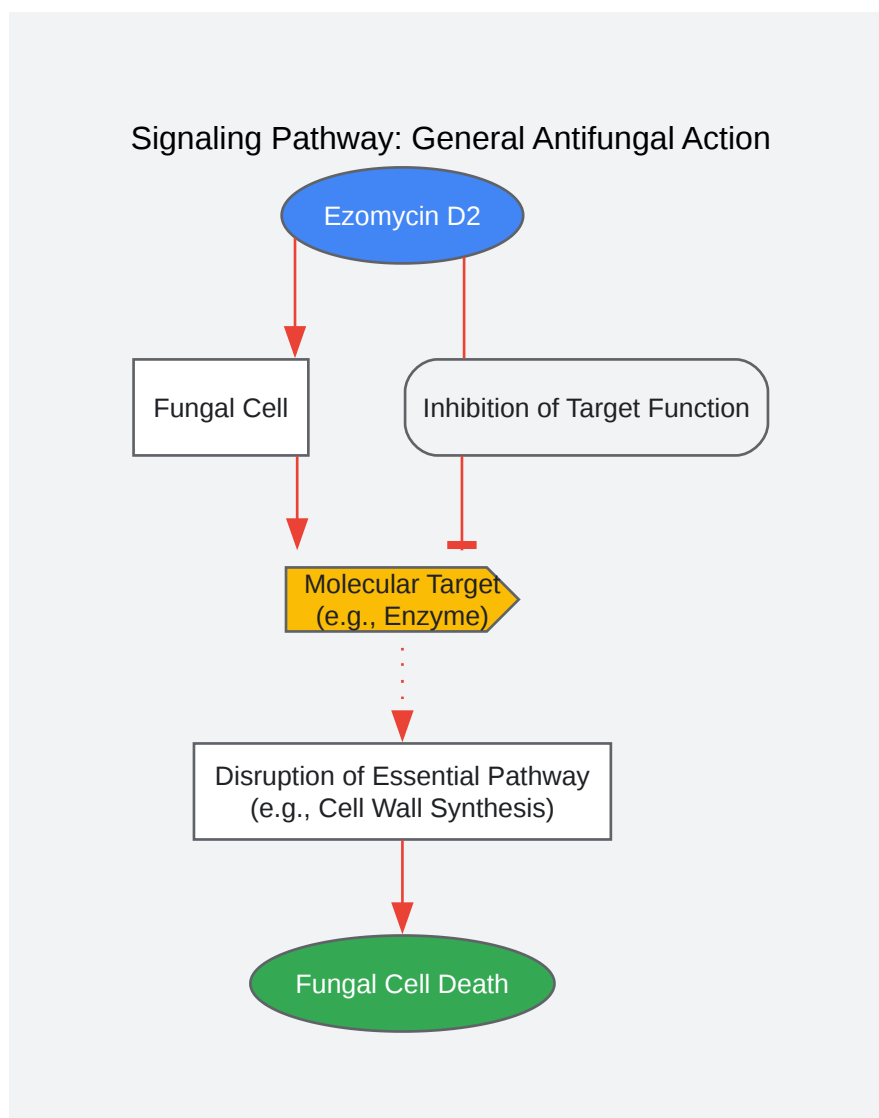 Signaling Pathway: General Antifungal Action
Ezomycin D2
Fungal Cell
Inhibition of Target Function
Molecular Target
(e.g., Enzyme)
Disruption of Essential Pathway
(e.g., Cell Wall Synthesis)
Fungal Cell Death